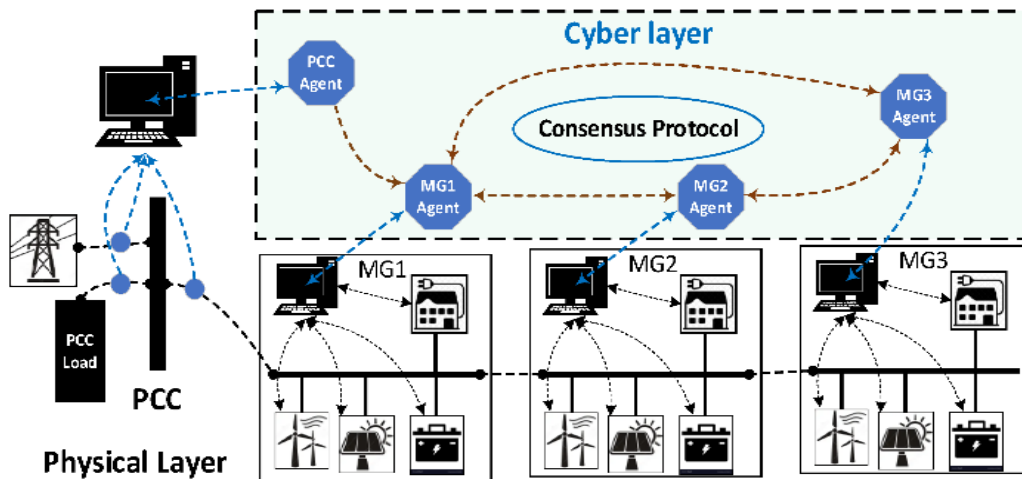 Cyber layer
PCC
Agent
MG3
Agent
Consensus Protocol
MG1
Agent
MG2
Agent
MG1
MG2
MG3
PCC
Load
PCC
Physical Layer